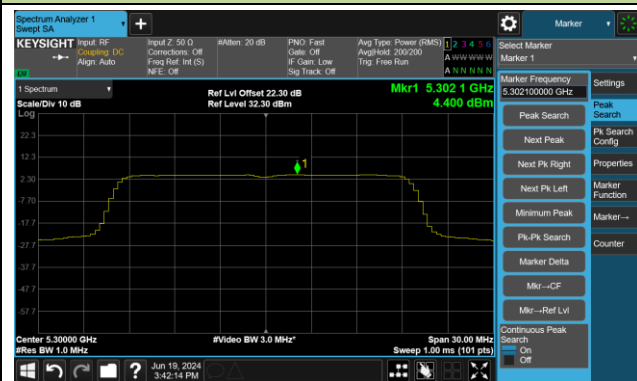 Spectrum Analyzer 1
Swept SA
+
Marker
KEYSIGHT
Input: RF
Coupling: DC
Align: Auto
Input Z: 50 Ω
Corrections: Off
Freq Ref: Int (S)
NFE: Off
#Atten: 20 dB
PNO: Fast
Gate: Off
IF Gain: Low
Sig Track: Off
Avg Type: Power (RMS)
Avg|Hold: 200/200
Trig: Free Run
1 2 3 4 5 6
A W W W W W
A N N N N N
Select Marker
Marker 1
1 Spectrum
Scale/Div 10 dB
Log
Ref Lvl Offset 22.30 dB
Ref Level 32.30 dBm
Mkr1 5.302 1 GHz
4.400 dBm
22.3
12.3
2.30
-7.70
-17.7
-27.7
-37.7
-47.7
-57.7
1
Center 5.30000 GHz
#Res BW 1.0 MHz
#Video BW 3.0 MHz*
Span 30.00 MHz
Sweep 1.00 ms (101 pts)
Marker Frequency
5.302100000 GHz
Peak Search
Next Peak
Next Pk Right
Next Pk Left
Minimum Peak
Pk-Pk Search
Marker Delta
Mkr→CF
Mkr→Ref Lvl
Continuous Peak
Search
On
Off
Settings
Peak
Search
Pk Search
Config
Properties
Marker
Function
Marker→
Counter
?
Jun 19, 2024
3:42:14 PM